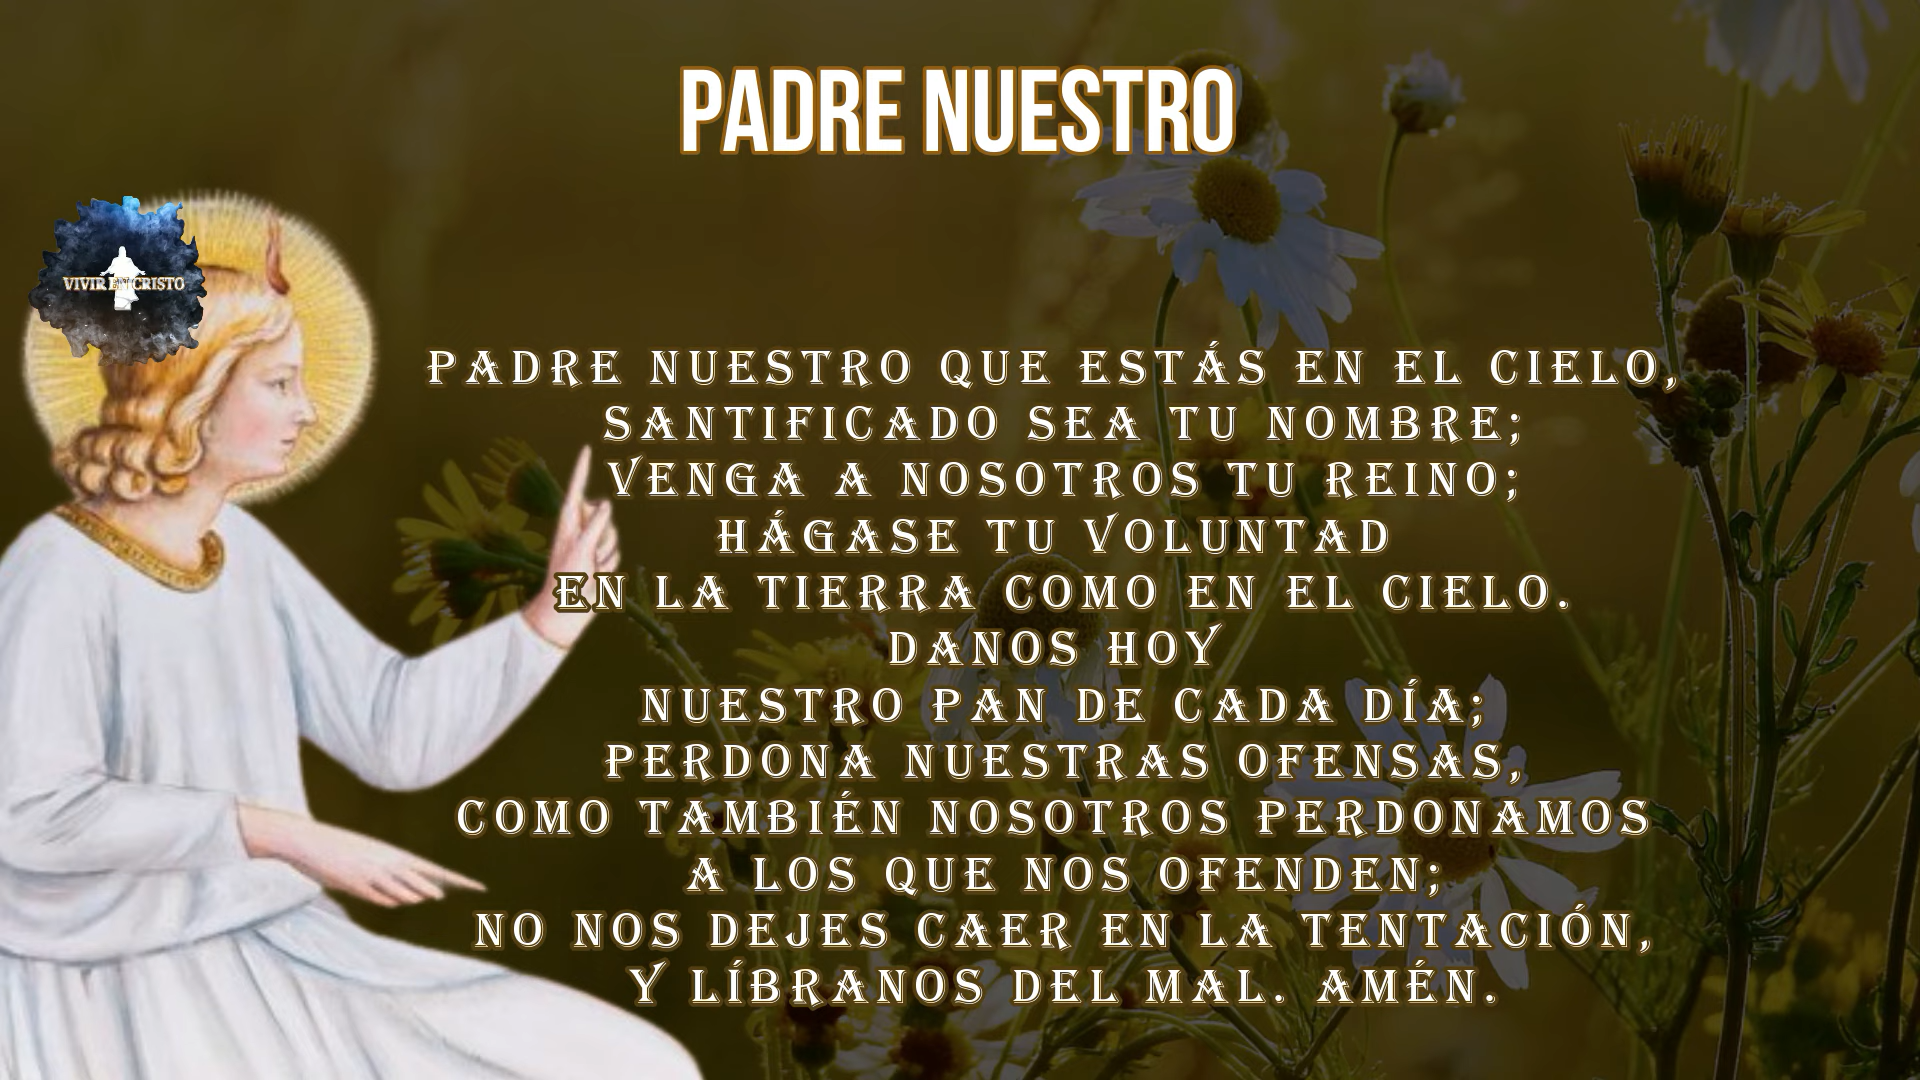 PADRE NUESTRO
VIVIR EN CRISTO
PADRE NUESTRO QUE ESTÁS EN EL CIELO,
SANTIFICADO SEA TU NOMBRE;
VENGA A NOSOTROS TU REINO;
HÁGASE TU VOLUNTAD
EN LA TIERRA COMO EN EL CIELO.
DANOS HOY
NUESTRO PAN DE CADA DÍA;
PERDONA NUESTRAS OFENSAS,
COMO TAMBIÉN NOSOTROS PERDONAMOS
A LOS QUE NOS OFENDEN;
NO NOS DEJES CAER EN LA TENTACIÓN,
Y LÍBRANOS DEL MAL. AMÉN.